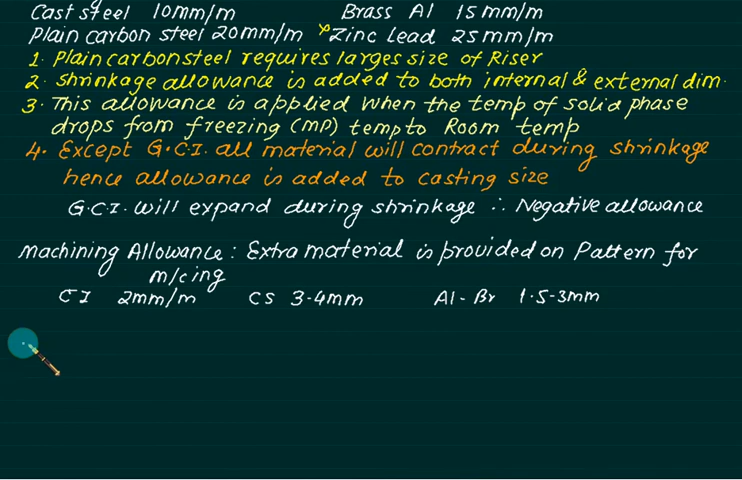 Cast steel 10mm/m Brass Al 15mm/m
Plain carbon steel 20mm/m Zinc Lead 25mm/m
1. Plain carbon steel requires larges size of Riser
2. Shrinkage allowance is added to both internal & external dim.
3. This allowance is applied when the temp of solid phase
drops from freezing (MP) temp to Room temp
4. Except G.C.I. all material will contract during shrinkage
hence allowance is added to casting size
G.C.I. will expand during shrinkage ∴ Negative allowance
Machining Allowance: Extra material is provided on Pattern for
m/cing
CI 2mm/m CS 3-4mm Al-Br 1.5-3mm